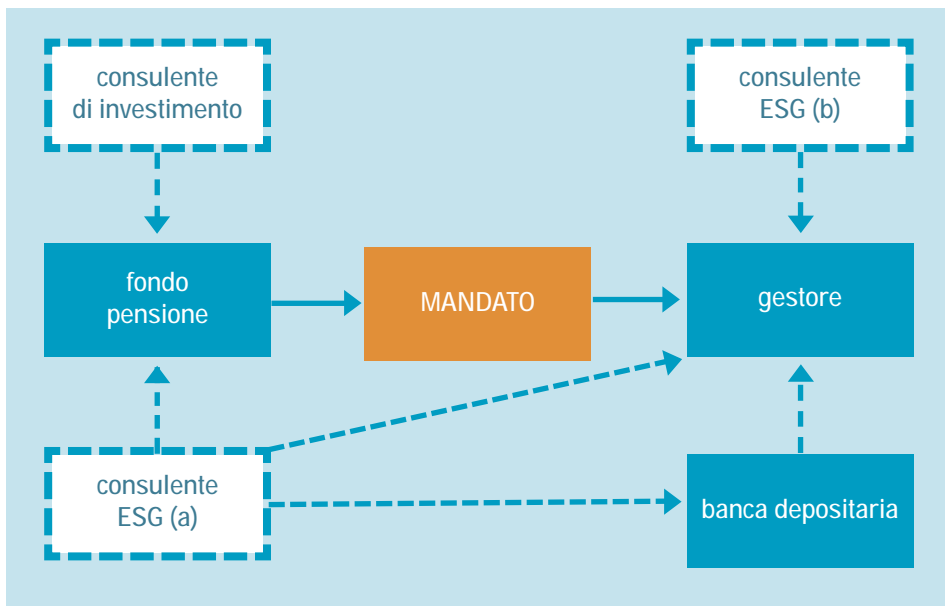 consulente
di investimento
consulente
ESG (b)
fondo
pensione
MANDATO
gestore
consulente
ESG (a)
banca depositaria